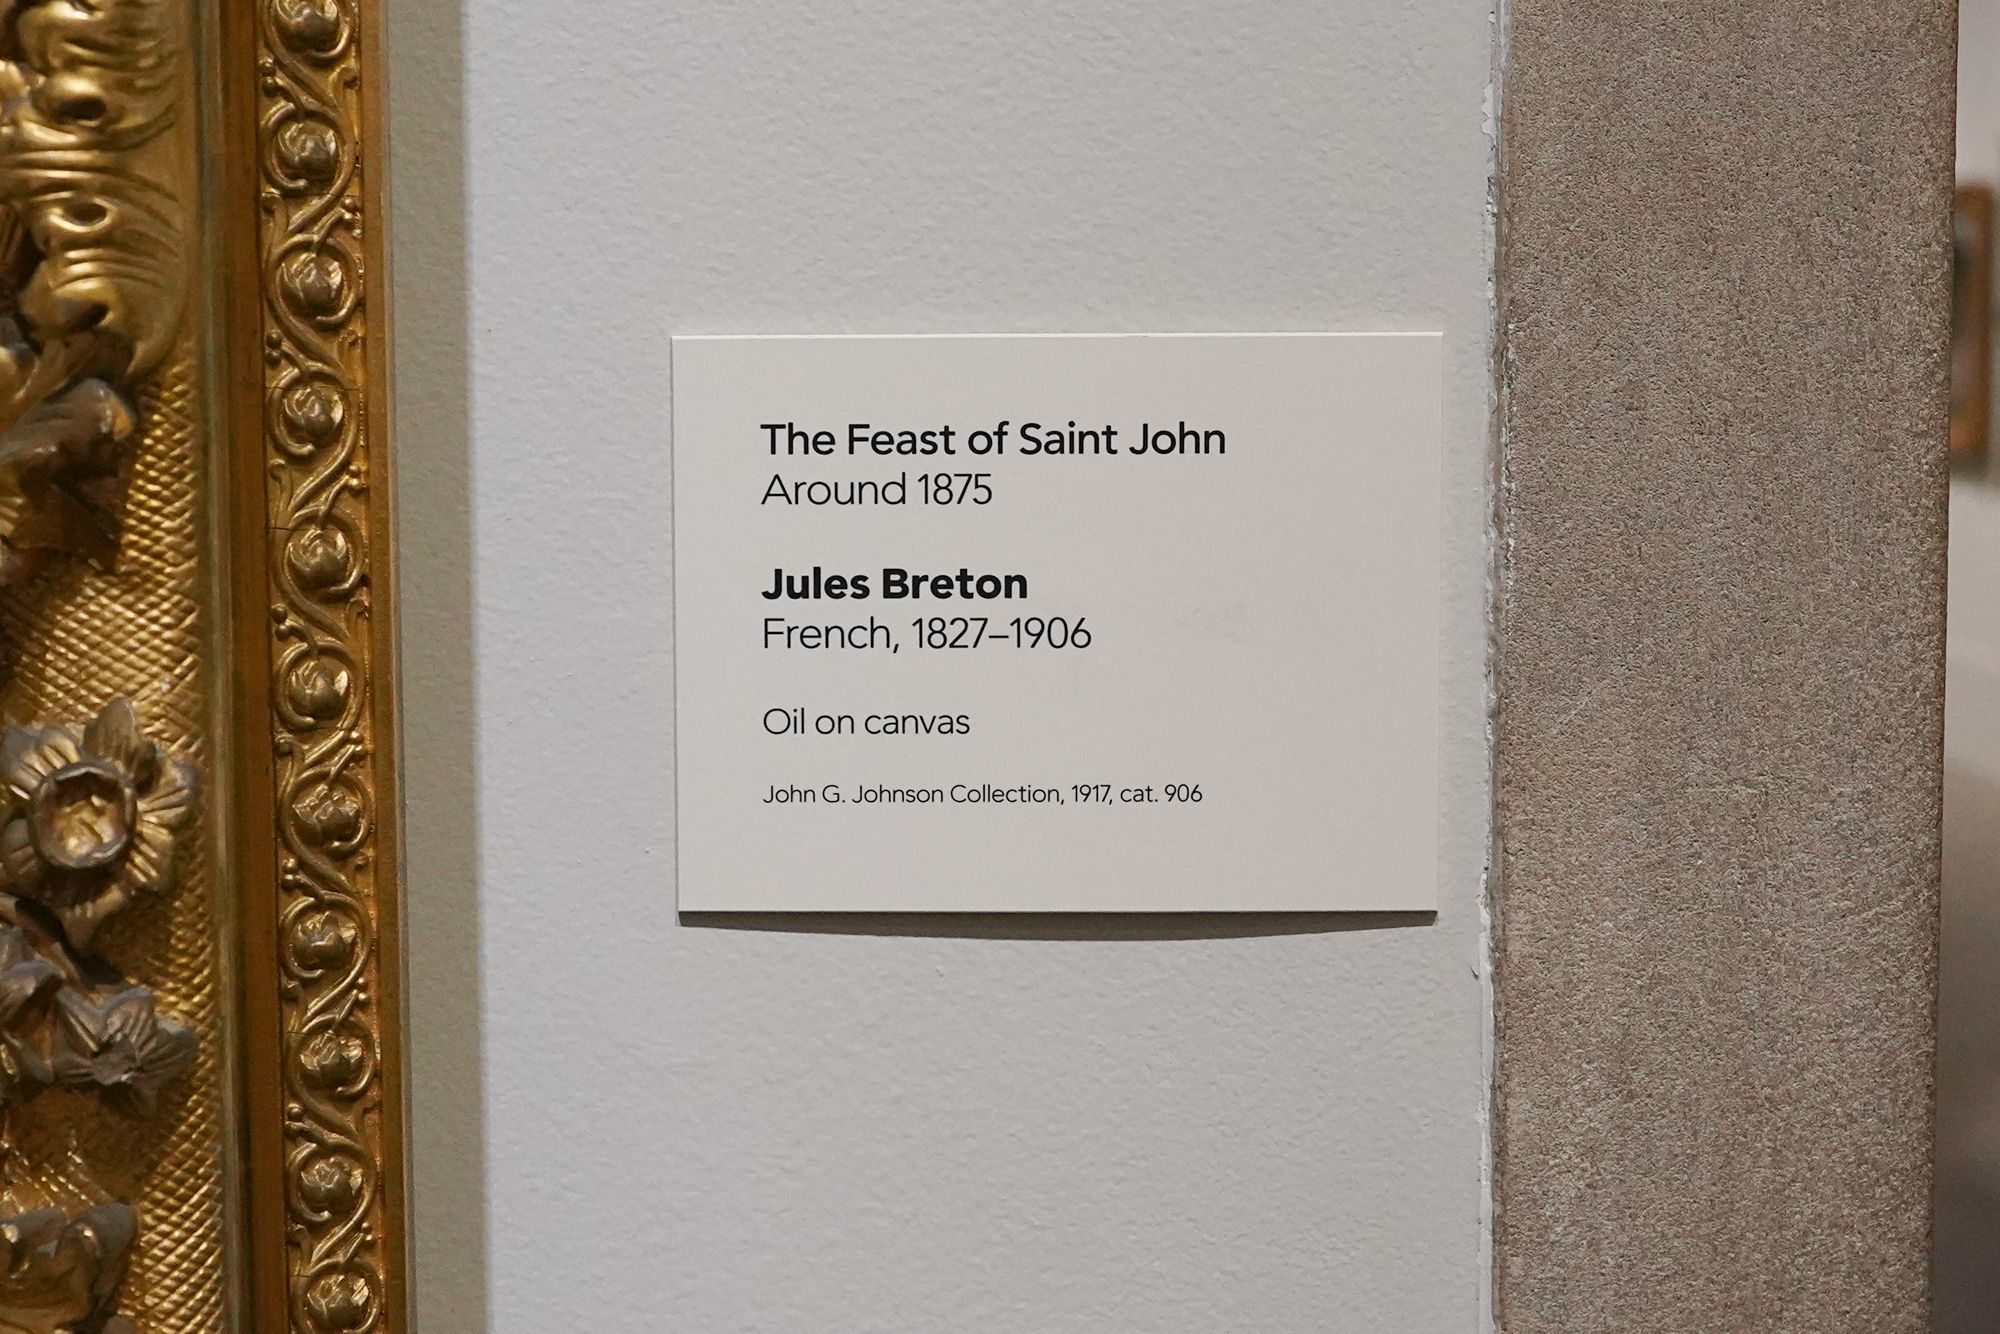 The Feast of Saint John
Around 1875
Jules Breton
French, 1827–1906
Oil on canvas
John G. Johnson Collection, 1917, cat. 906